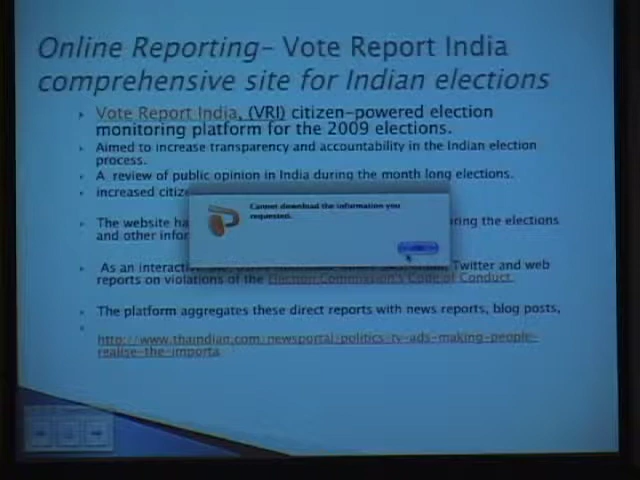 Online Reporting- Vote Report India
comprehensive site for Indian elections
Vote Report India, (VRI) citizen-powered election
monitoring platform for the 2009 elections.
Aimed to increase transparency and accountability in the Indian election
process.
A review of public opinion in India during the month long elections.
increased citize
Cannot download the information you
requested.
The website ha ring the elections
and other infor
As an interactiv Twitter and web
reports on violations of the Election Commission's Code of Conduct.
The platform aggregates these direct reports with news reports, blog posts,
http://www.thaindian.com/newsportal/politics/tv-ads-making-people-
realise-the-importa